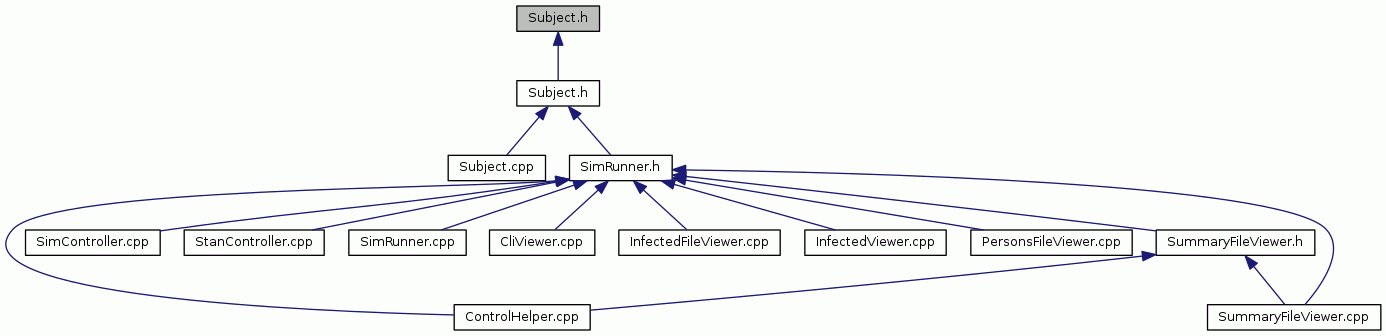 Subject.h
Subject.h
Subject.cpp
SimRunner.h
SimController.cpp
StanController.cpp
SimRunner.cpp
CliViewer.cpp
InfectedFileViewer.cpp
InfectedViewer.cpp
PersonsFileViewer.cpp
SummaryFileViewer.h
ControlHelper.cpp
SummaryFileViewer.cpp